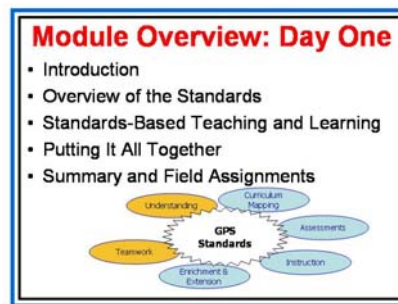 Module Overview: Day One
• Introduction
• Overview of the Standards
• Standards-Based Teaching and Learning
• Putting It All Together
• Summary and Field Assignments
Curriculum
Mapping
Understanding
Assessments
GPS
Standards
Teamwork
Instruction
Enrichment &
Extension